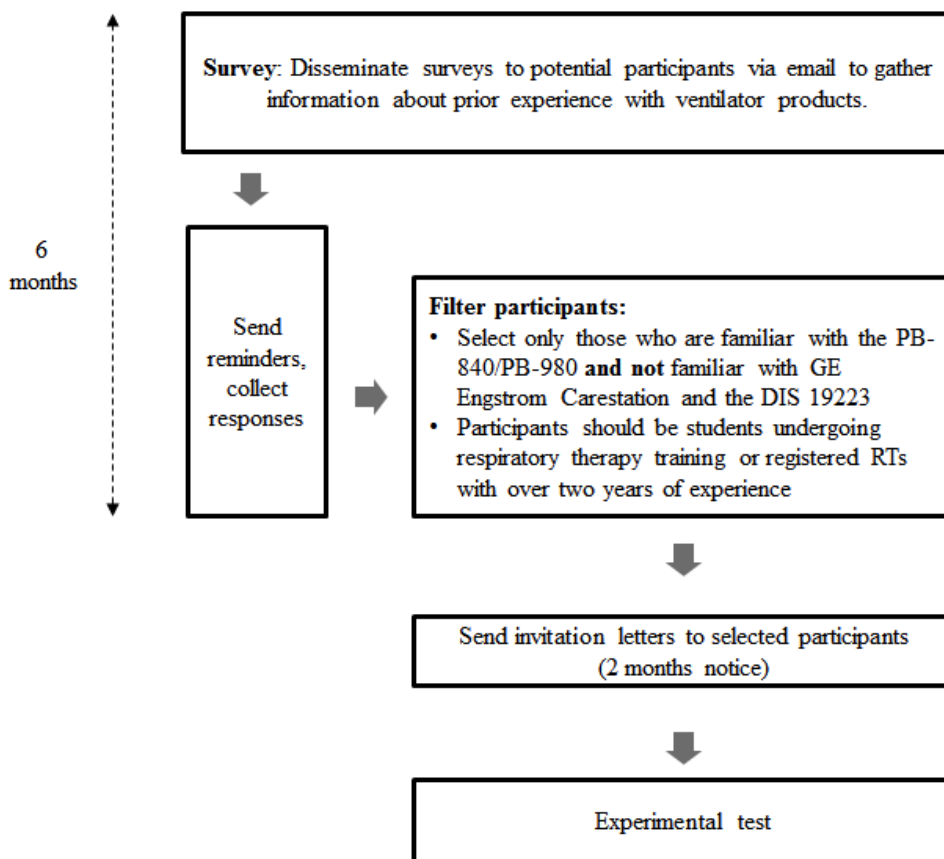 Survey: Disseminate surveys to potential participants via email to gather
information about prior experience with ventilator products.
6
months
Send
reminders,
collect
responses
Filter participants:
• Select only those who are familiar with the PB-
840/PB-980 and not familiar with GE
Engstrom Carestation and the DIS 19223
• Participants should be students undergoing
respiratory therapy training or registered RTs
with over two years of experience
Send invitation letters to selected participants
(2 months notice)
Experimental test